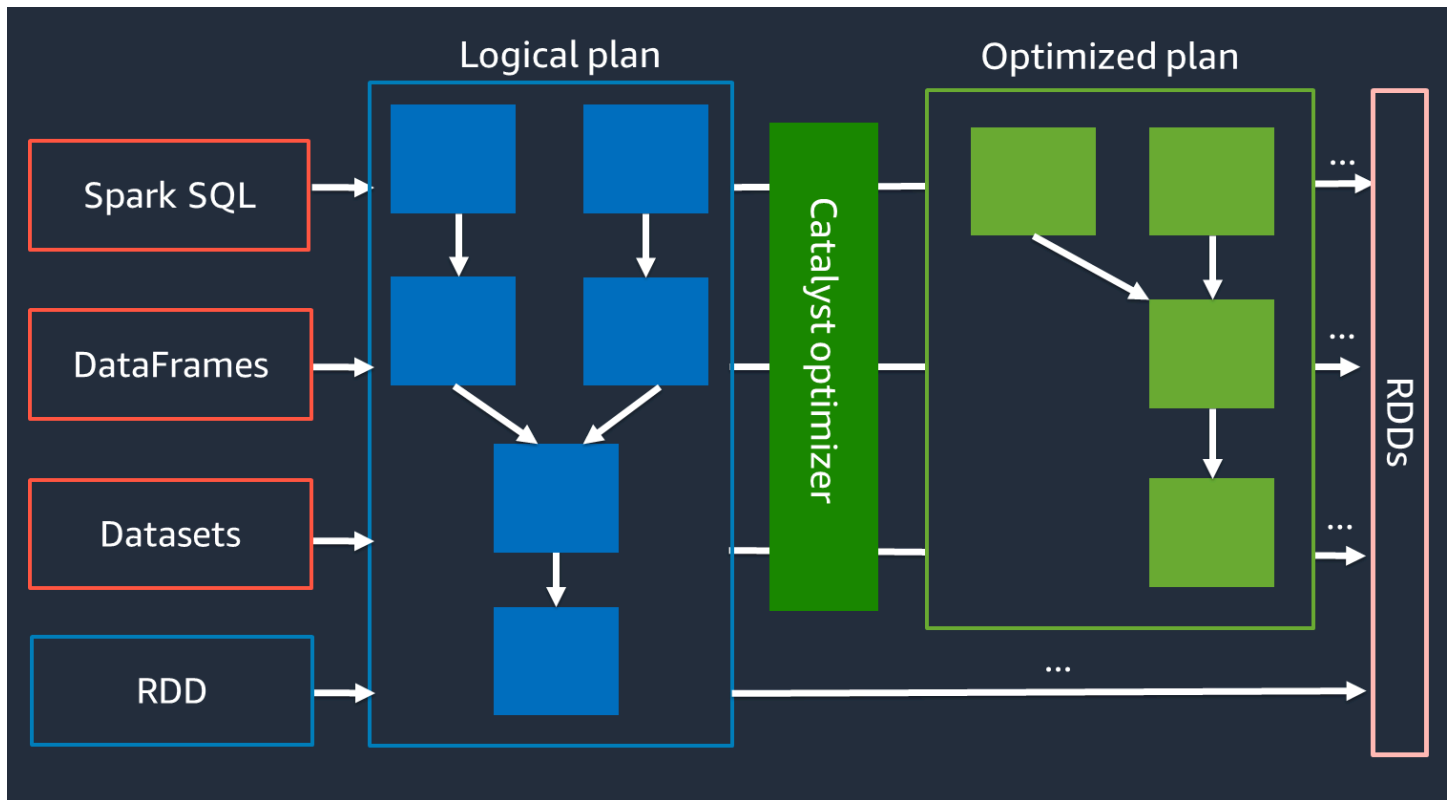 Logical plan
Optimized plan
Spark SQL
DataFrames
Datasets
RDD
Catalyst optimizer
...
...
...
...
RDDs